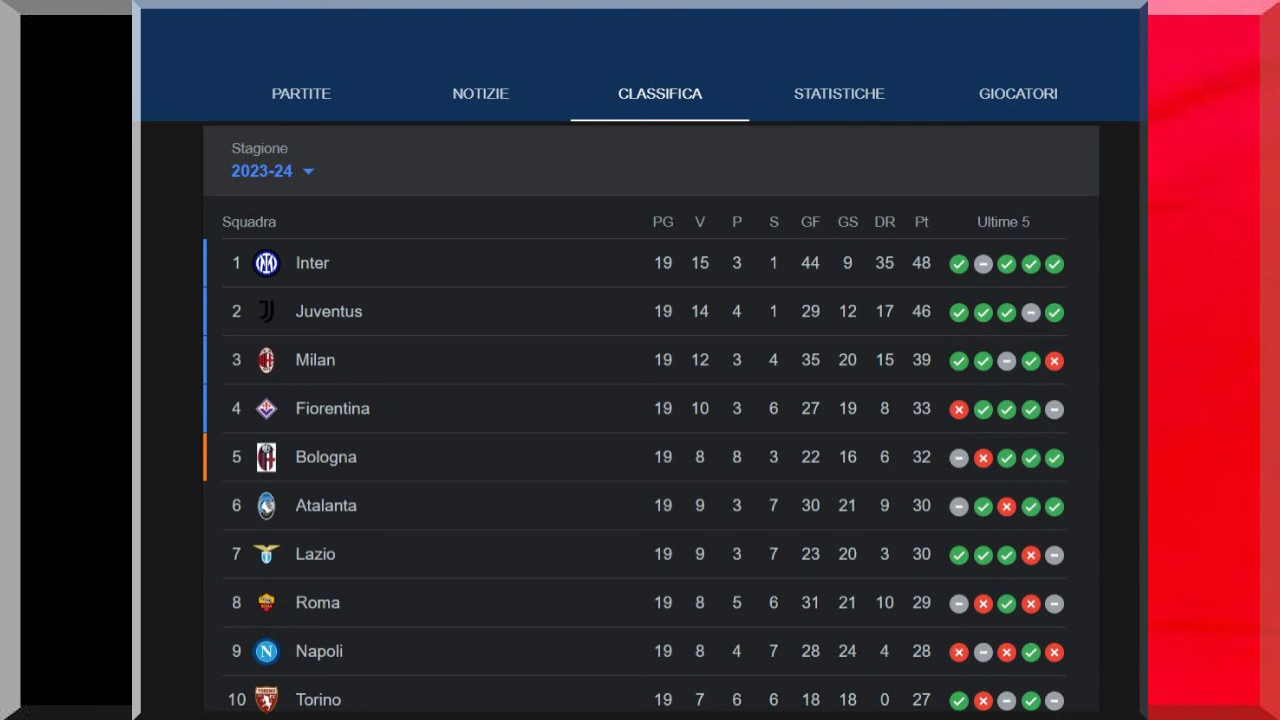 PARTITE NOTIZIE CLASSIFICA STATISTICHE GIOCATORI
Stagione
2023-24
Squadra PG V P S GF GS DR Pt Ultime 5
1 Inter 19 15 3 1 44 9 35 48
2 Juventus 19 14 4 1 29 12 17 46
3 Milan 19 12 3 4 35 20 15 39
4 Fiorentina 19 10 3 6 27 19 8 33
5 Bologna 19 8 8 3 22 16 6 32
6 Atalanta 19 9 3 7 30 21 9 30
7 Lazio 19 9 3 7 23 20 3 30
8 Roma 19 8 5 6 31 21 10 29
9 Napoli 19 8 4 7 28 24 4 28
10 Torino 19 7 6 6 18 18 0 27